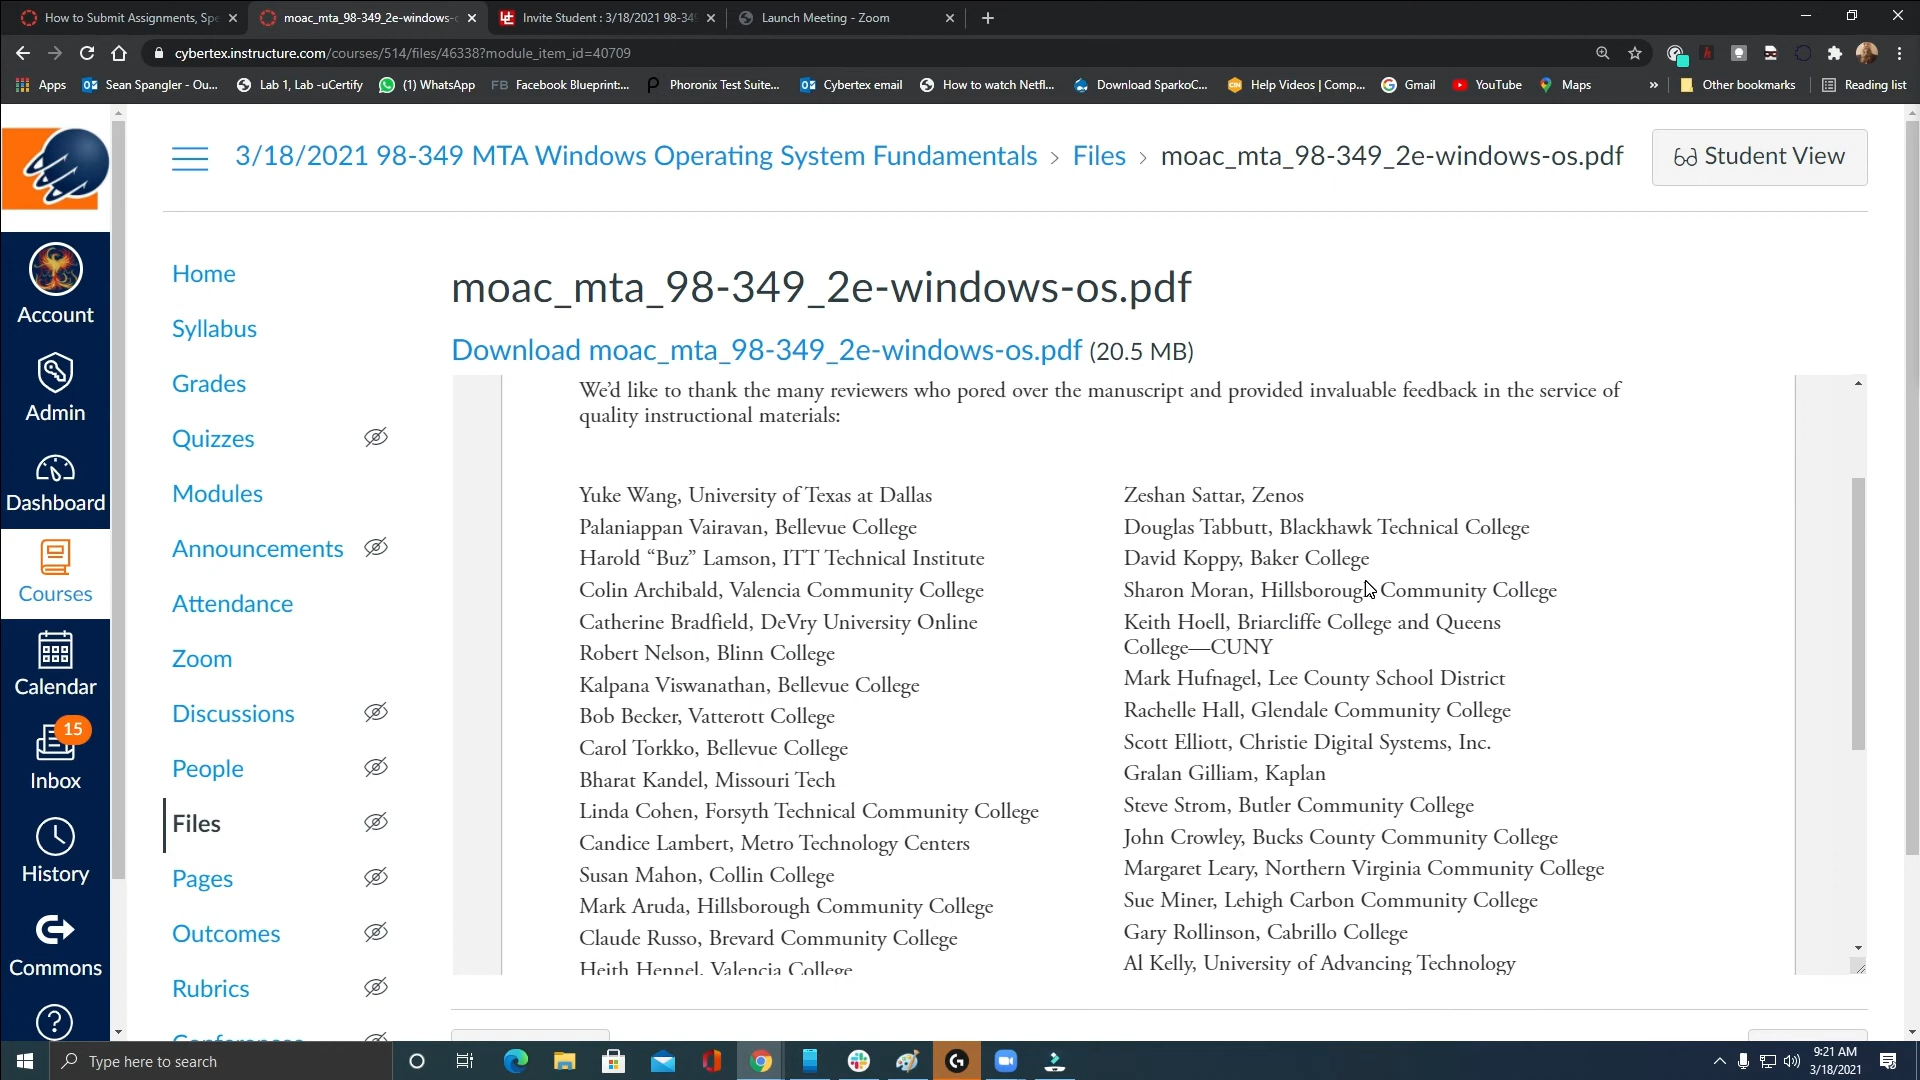 How to Submit Assignments, Spe
moac_mta_98-349_2e-windows-o
Invite Student : 3/18/2021 98-34
Launch Meeting - Zoom
cybertex.instructure.com/courses/514/files/46338?module_item_id=40709
Apps
Sean Spangler - Ou...
Lab 1, Lab -uCertify
(1) WhatsApp
FB Facebook Blueprint:...
Phoronix Test Suite...
Cybertex email
How to watch Netfl...
Download SparkoC...
Help Videos | Comp...
Gmail
YouTube
Maps
»
Other bookmarks
Reading list
3/18/2021 98-349 MTA Windows Operating System Fundamentals > Files > moac_mta_98-349_2e-windows-os.pdf
Student View
Account
Admin
Dashboard
Courses
Calendar
15
Inbox
History
Commons
Home
Syllabus
Grades
Quizzes
Modules
Announcements
Attendance
Zoom
Discussions
People
Files
Pages
Outcomes
Rubrics
Conferences
moac_mta_98-349_2e-windows-os.pdf
Download moac_mta_98-349_2e-windows-os.pdf (20.5 MB)
We'd like to thank the many reviewers who pored over the manuscript and provided invaluable feedback in the service of
quality instructional materials:
Yuke Wang, University of Texas at Dallas
Palaniappan Vairavan, Bellevue College
Harold “Buz” Lamson, ITT Technical Institute
Colin Archibald, Valencia Community College
Catherine Bradfield, DeVry University Online
Robert Nelson, Blinn College
Kalpana Viswanathan, Bellevue College
Bob Becker, Vatterott College
Carol Torkko, Bellevue College
Bharat Kandel, Missouri Tech
Linda Cohen, Forsyth Technical Community College
Candice Lambert, Metro Technology Centers
Susan Mahon, Collin College
Mark Aruda, Hillsborough Community College
Claude Russo, Brevard Community College
Heith Hennel, Valencia College
Zeshan Sattar, Zenos
Douglas Tabbutt, Blackhawk Technical College
David Koppy, Baker College
Sharon Moran, Hillsborough Community College
Keith Hoell, Briarcliffe College and Queens
College—CUNY
Mark Hufnagel, Lee County School District
Rachelle Hall, Glendale Community College
Scott Elliott, Christie Digital Systems, Inc.
Gralan Gilliam, Kaplan
Steve Strom, Butler Community College
John Crowley, Bucks County Community College
Margaret Leary, Northern Virginia Community College
Sue Miner, Lehigh Carbon Community College
Gary Rollinson, Cabrillo College
Al Kelly, University of Advancing Technology
Type here to search
9:21 AM
3/18/2021